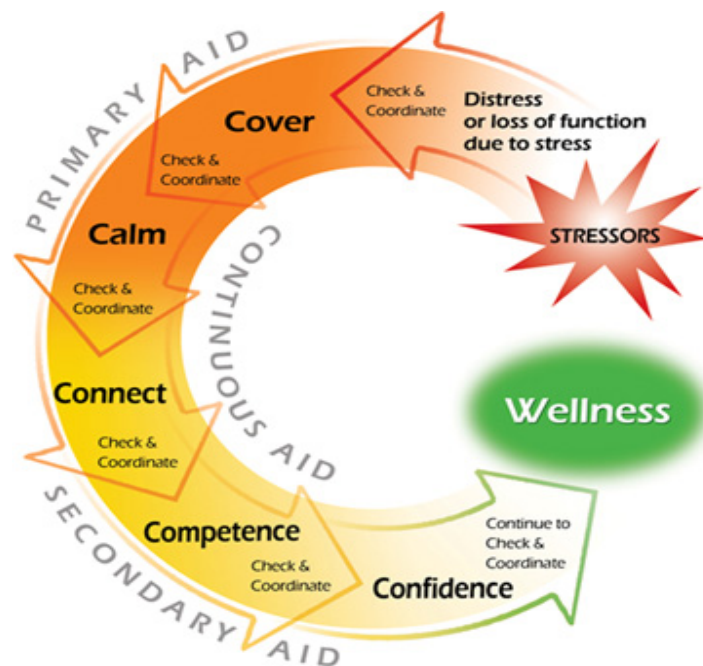 STRESSORS
Distress
or loss of function
due to stress
Check &
Coordinate
PRIMARY AID
Cover
Check &
Coordinate
Calm
Check &
Coordinate
CONTINUOUS AID
Connect
Check &
Coordinate
SECONDARY AID
Competence
Check &
Coordinate
Confidence
Continue to
Check &
Coordinate
Wellness